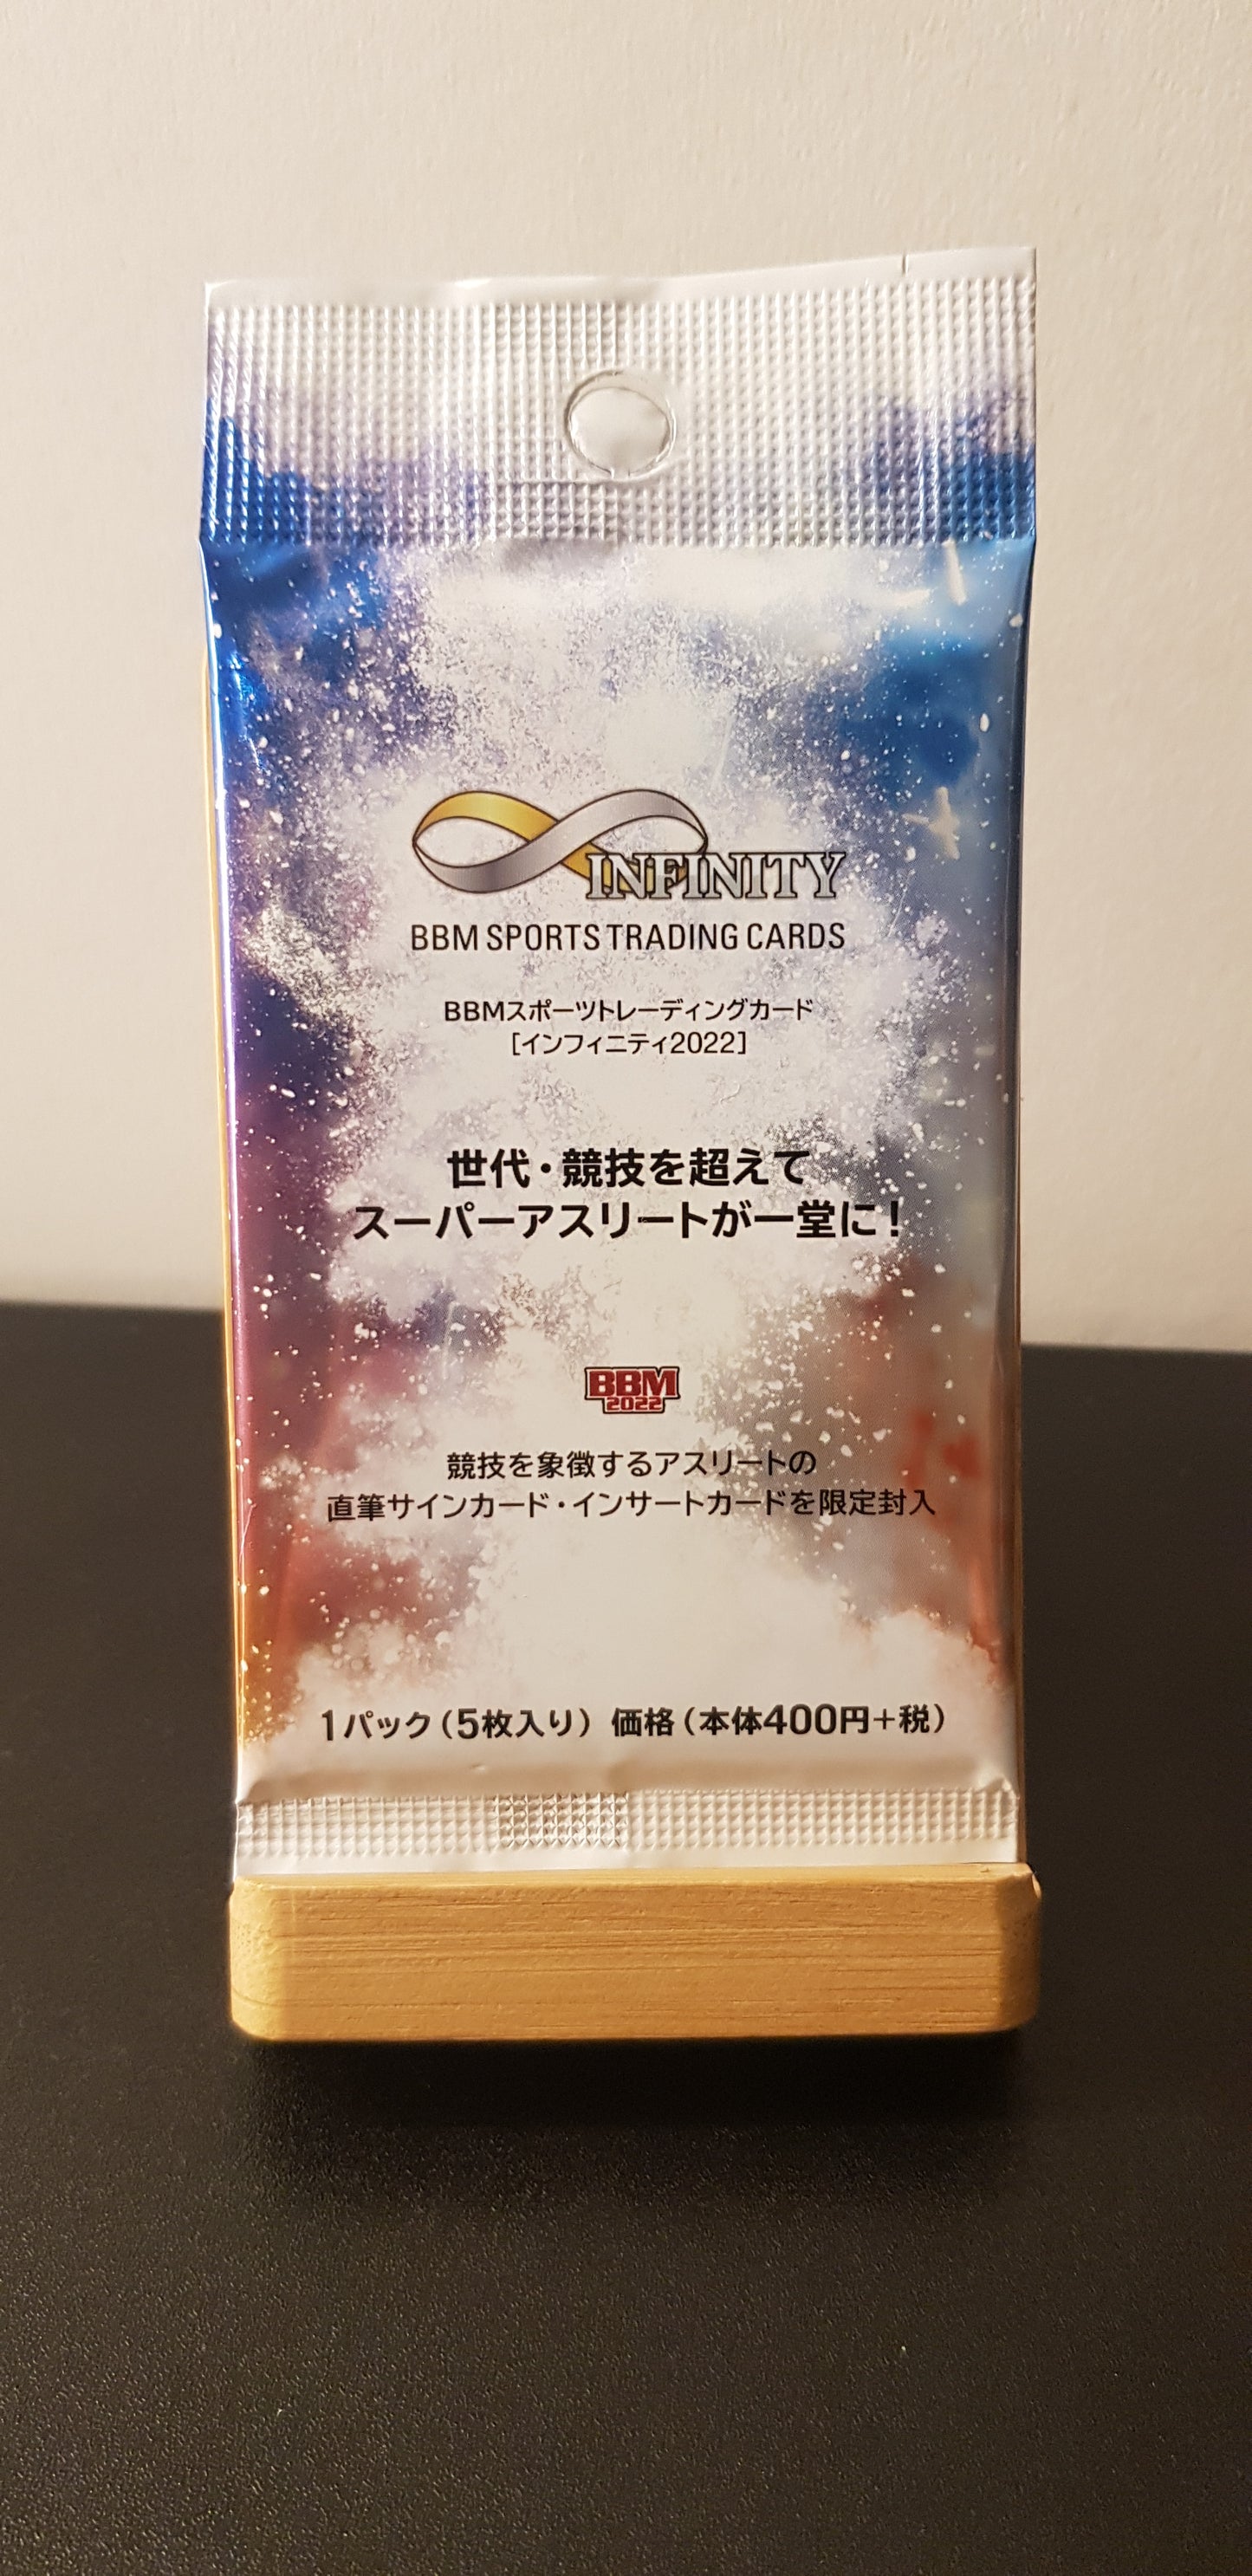 INFINITY
BBM SPORTS TRADING CARDS
BBMスポーツトレーディングカード
[インフィニティ2022]
世代・競技を超えて
スーパーアスリートが一堂に!
BBM
2022
競技を象徴するアスリートの
直筆サインカード・インサートカードを限定封入
1パック(5枚入り) 価格(本体400円+税)